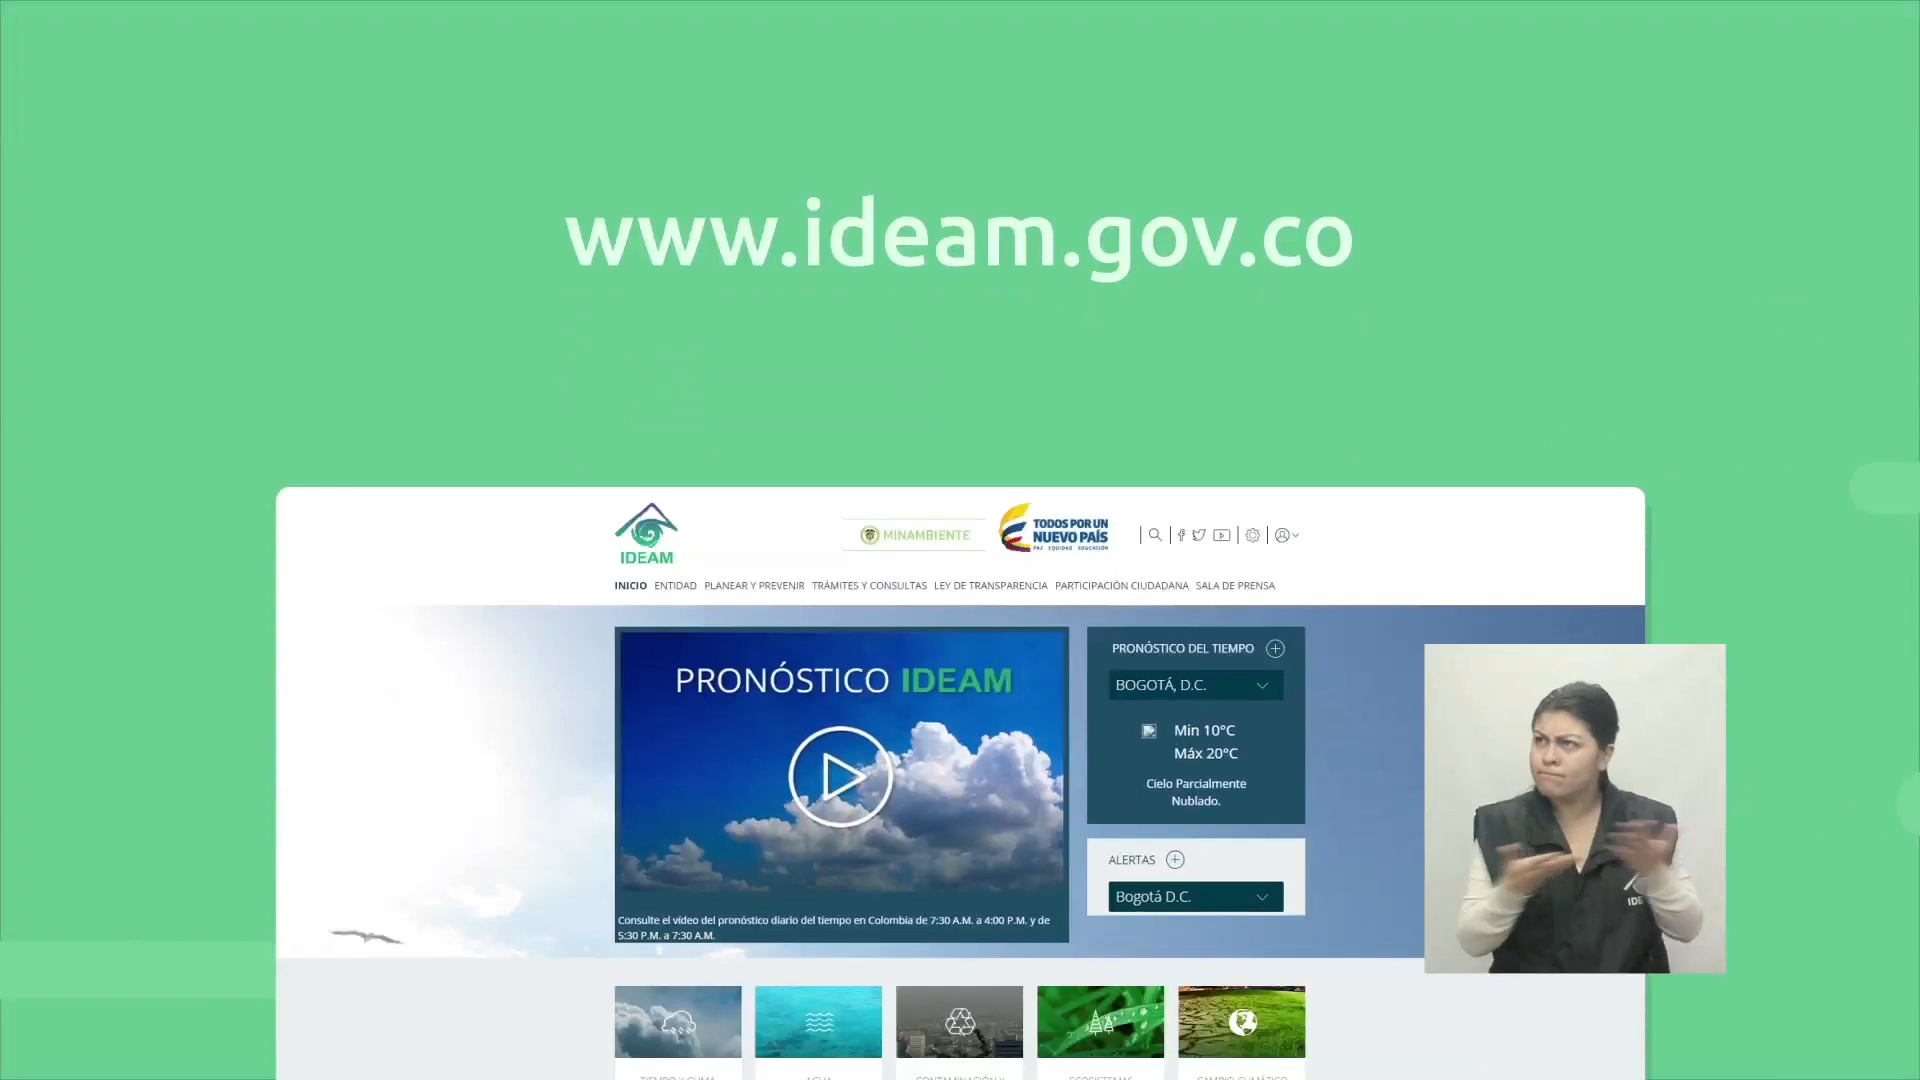 www.ideam.gov.co
IDEAM
MINAMBIENTE
TODOS POR UN
NUEVO PAÍS
PAZ EQUIDAD EDUCACIÓN
INICIO ENTIDAD PLANEAR Y PREVENIR TRÁMITES Y CONSULTAS LEY DE TRANSPARENCIA PARTICIPACIÓN CIUDADANA SALA DE PRENSA
PRONÓSTICO IDEAM
Consulte el vídeo del pronóstico diario del tiempo en Colombia de 7:30 A.M. a 4:00 P.M. y de
5:30 P.M. a 7:30 A.M.
PRONÓSTICO DEL TIEMPO
BOGOTÁ, D.C.
Min 10°C
Máx 20°C
Cielo Parcialmente
Nublado.
ALERTAS
Bogotá D.C.
IDE